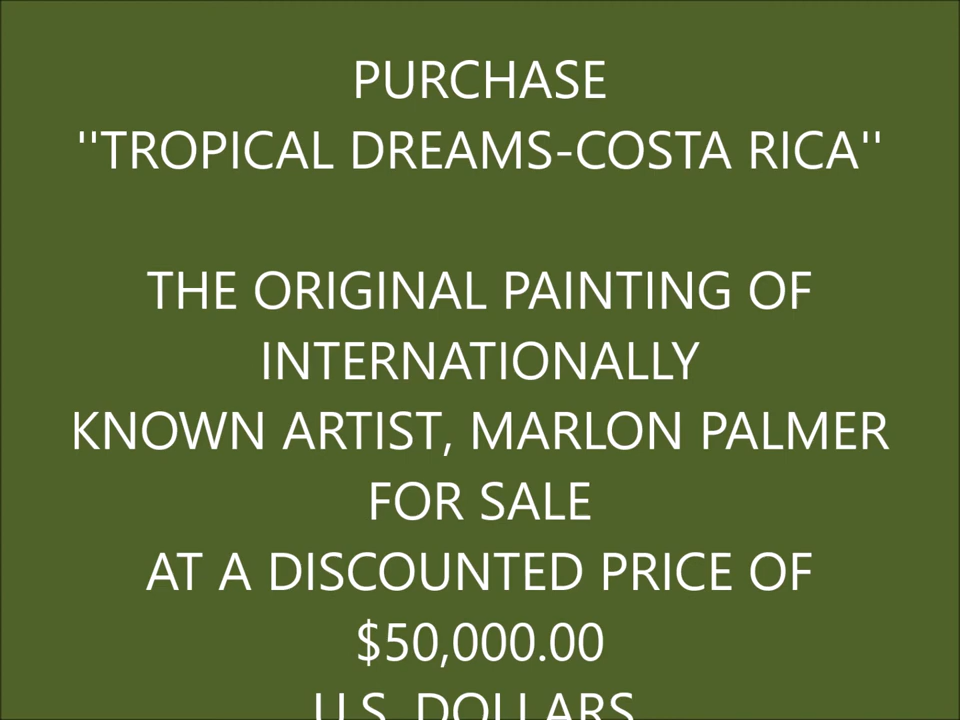 PURCHASE
''TROPICAL DREAMS-COSTA RICA''
THE ORIGINAL PAINTING OF
INTERNATIONALLY
KNOWN ARTIST, MARLON PALMER
FOR SALE
AT A DISCOUNTED PRICE OF
$50,000.00
U.S. DOLLARS